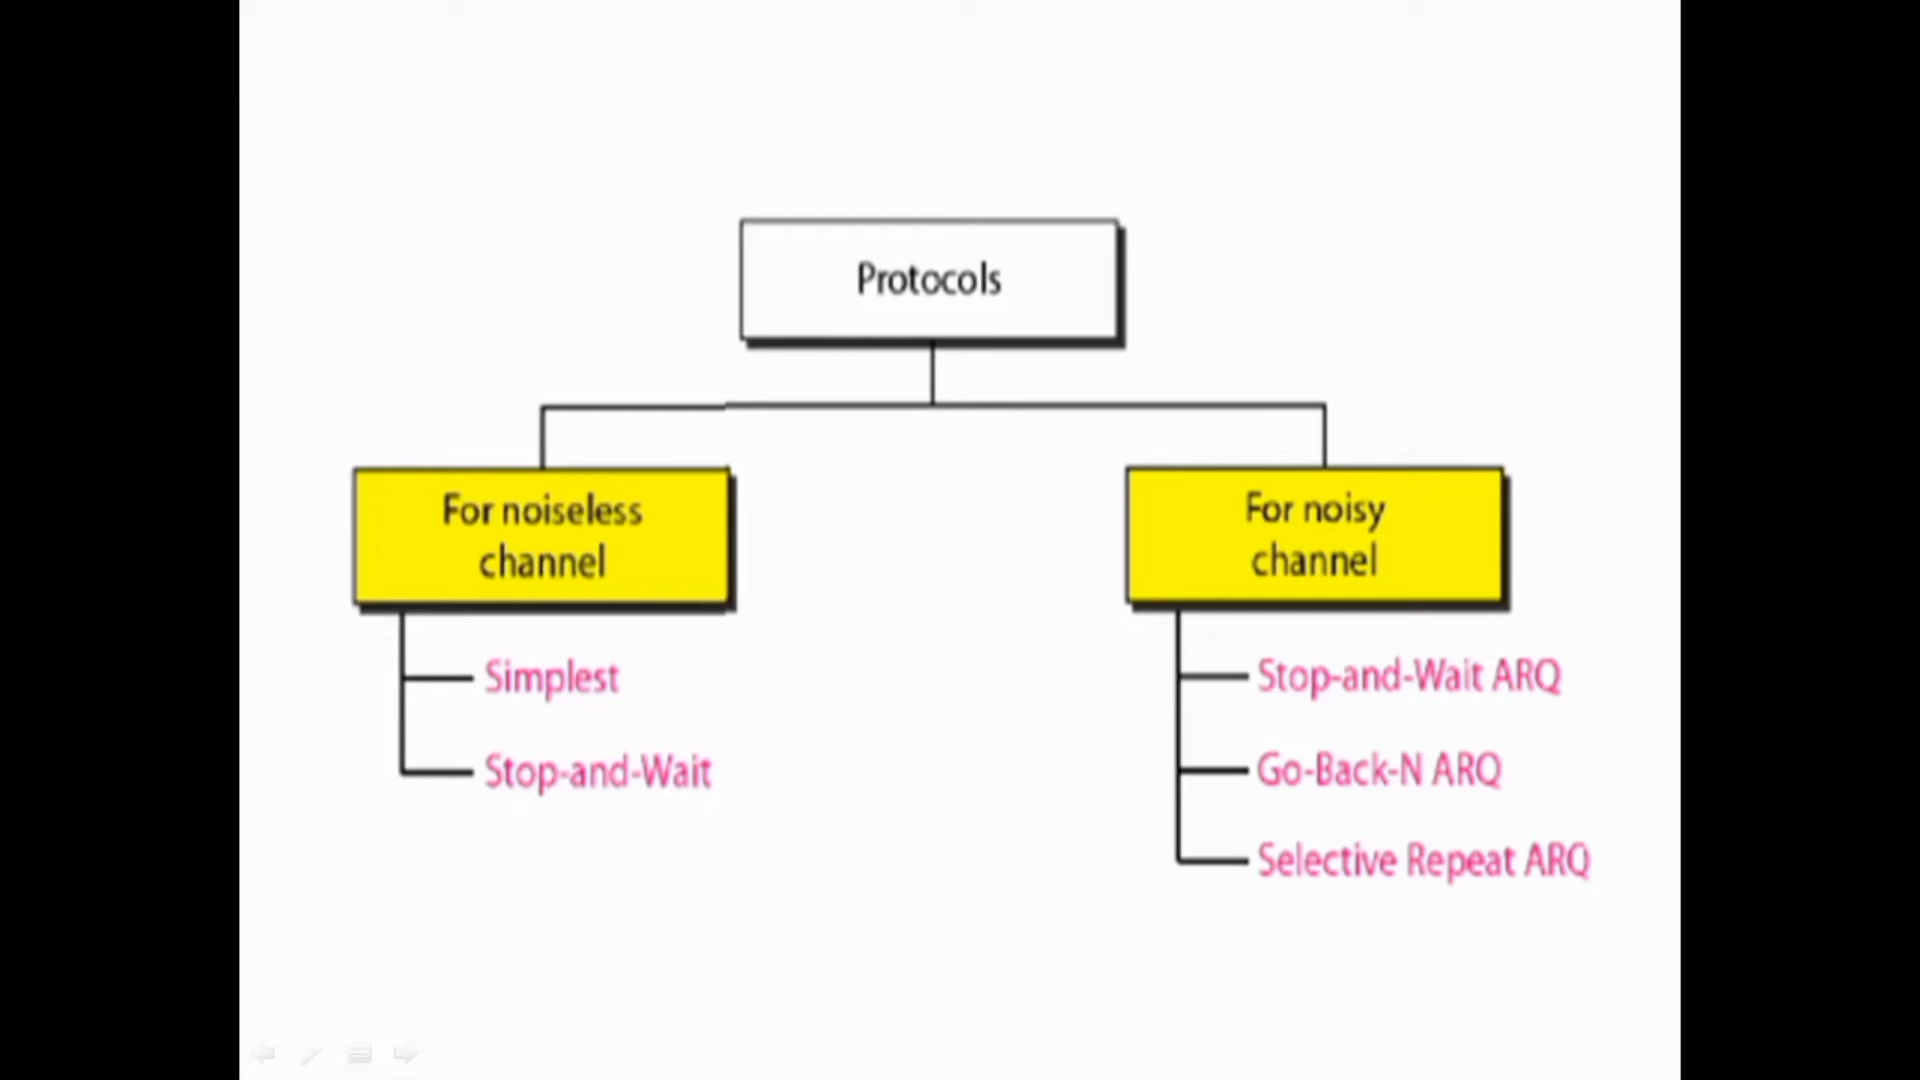 Protocols
For noiseless
channel
Simplest
Stop-and-Wait
For noisy
channel
Stop-and-Wait ARQ
Go-Back-N ARQ
Selective Repeat ARQ